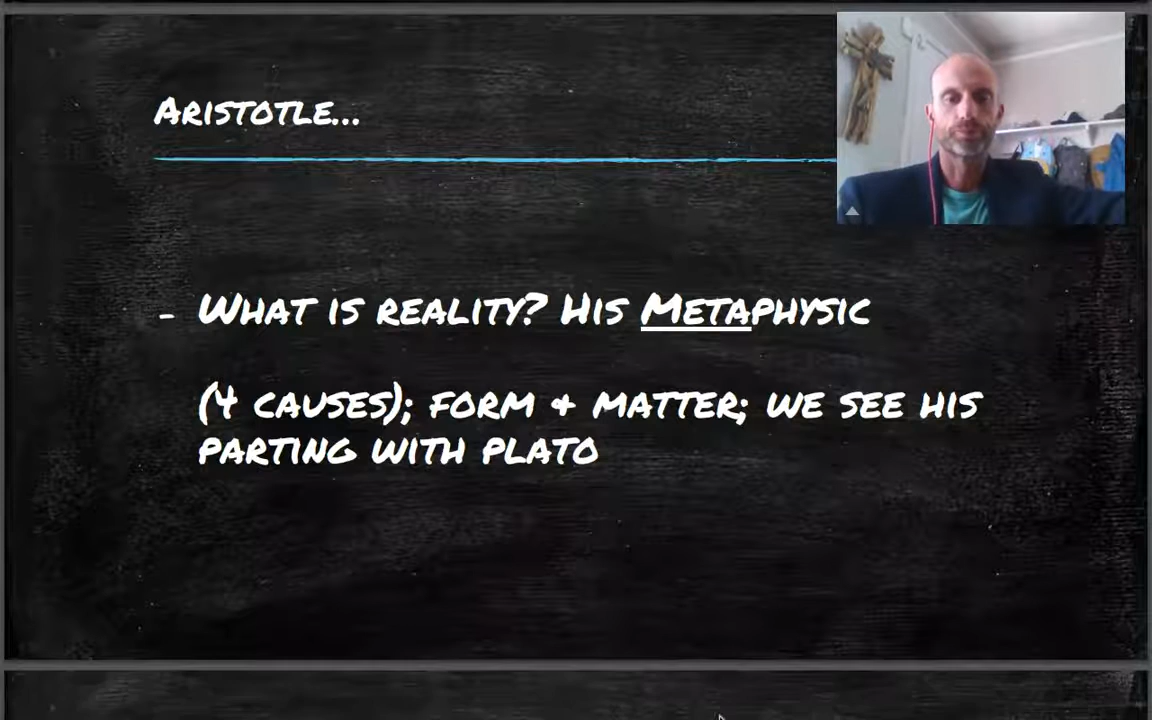 Aristotle...
- What is reality? His Metaphysic
(4 causes); form & matter; we see his
parting with Plato